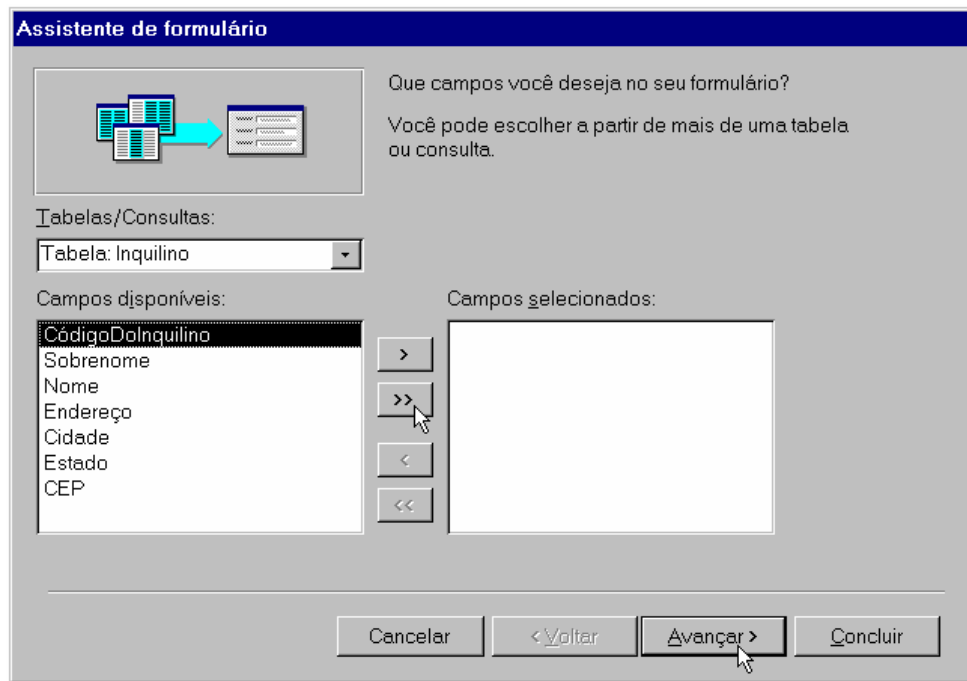 Assistente de formulário
Que campos você deseja no seu formulário?
Você pode escolher a partir de mais de uma tabela
ou consulta.
Tabelas/Consultas:
Tabela: Inquilino
Campos disponíveis:
Campos selecionados:
CódigoDoInquilino
Sobrenome
Nome
Endereço
Cidade
Estado
CEP
>
>>
<
<<
Cancelar
< Voltar
Avançar >
Concluir